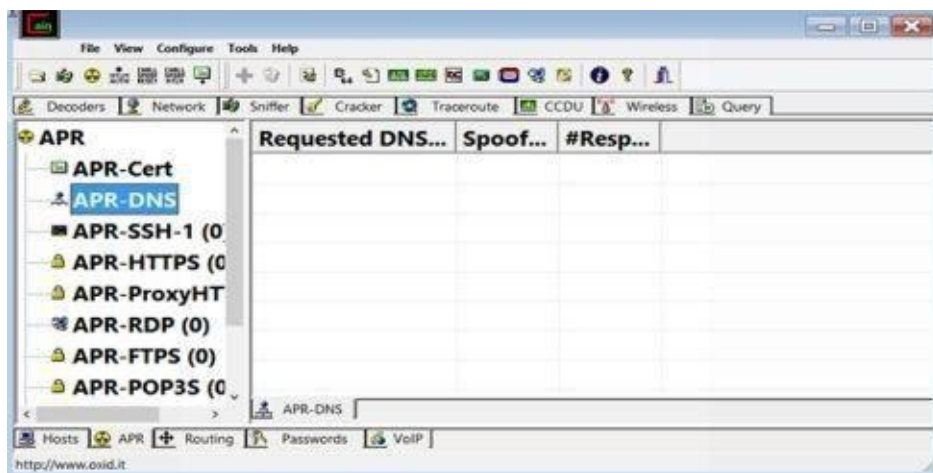 ain
File View Configure Tools Help
Decoders Network Sniffer Cracker Traceroute CCDU Wireless Query
APR
APR-Cert
APR-DNS
APR-SSH-1 (0
APR-HTTPS (0
APR-ProxyHT
APR-RDP (0)
APR-FTPS (0)
APR-POP3S (0
Requested DNS... Spoof... #Resp...
APR-DNS
Hosts APR Routing Passwords VoIP
http://www.oxid.it